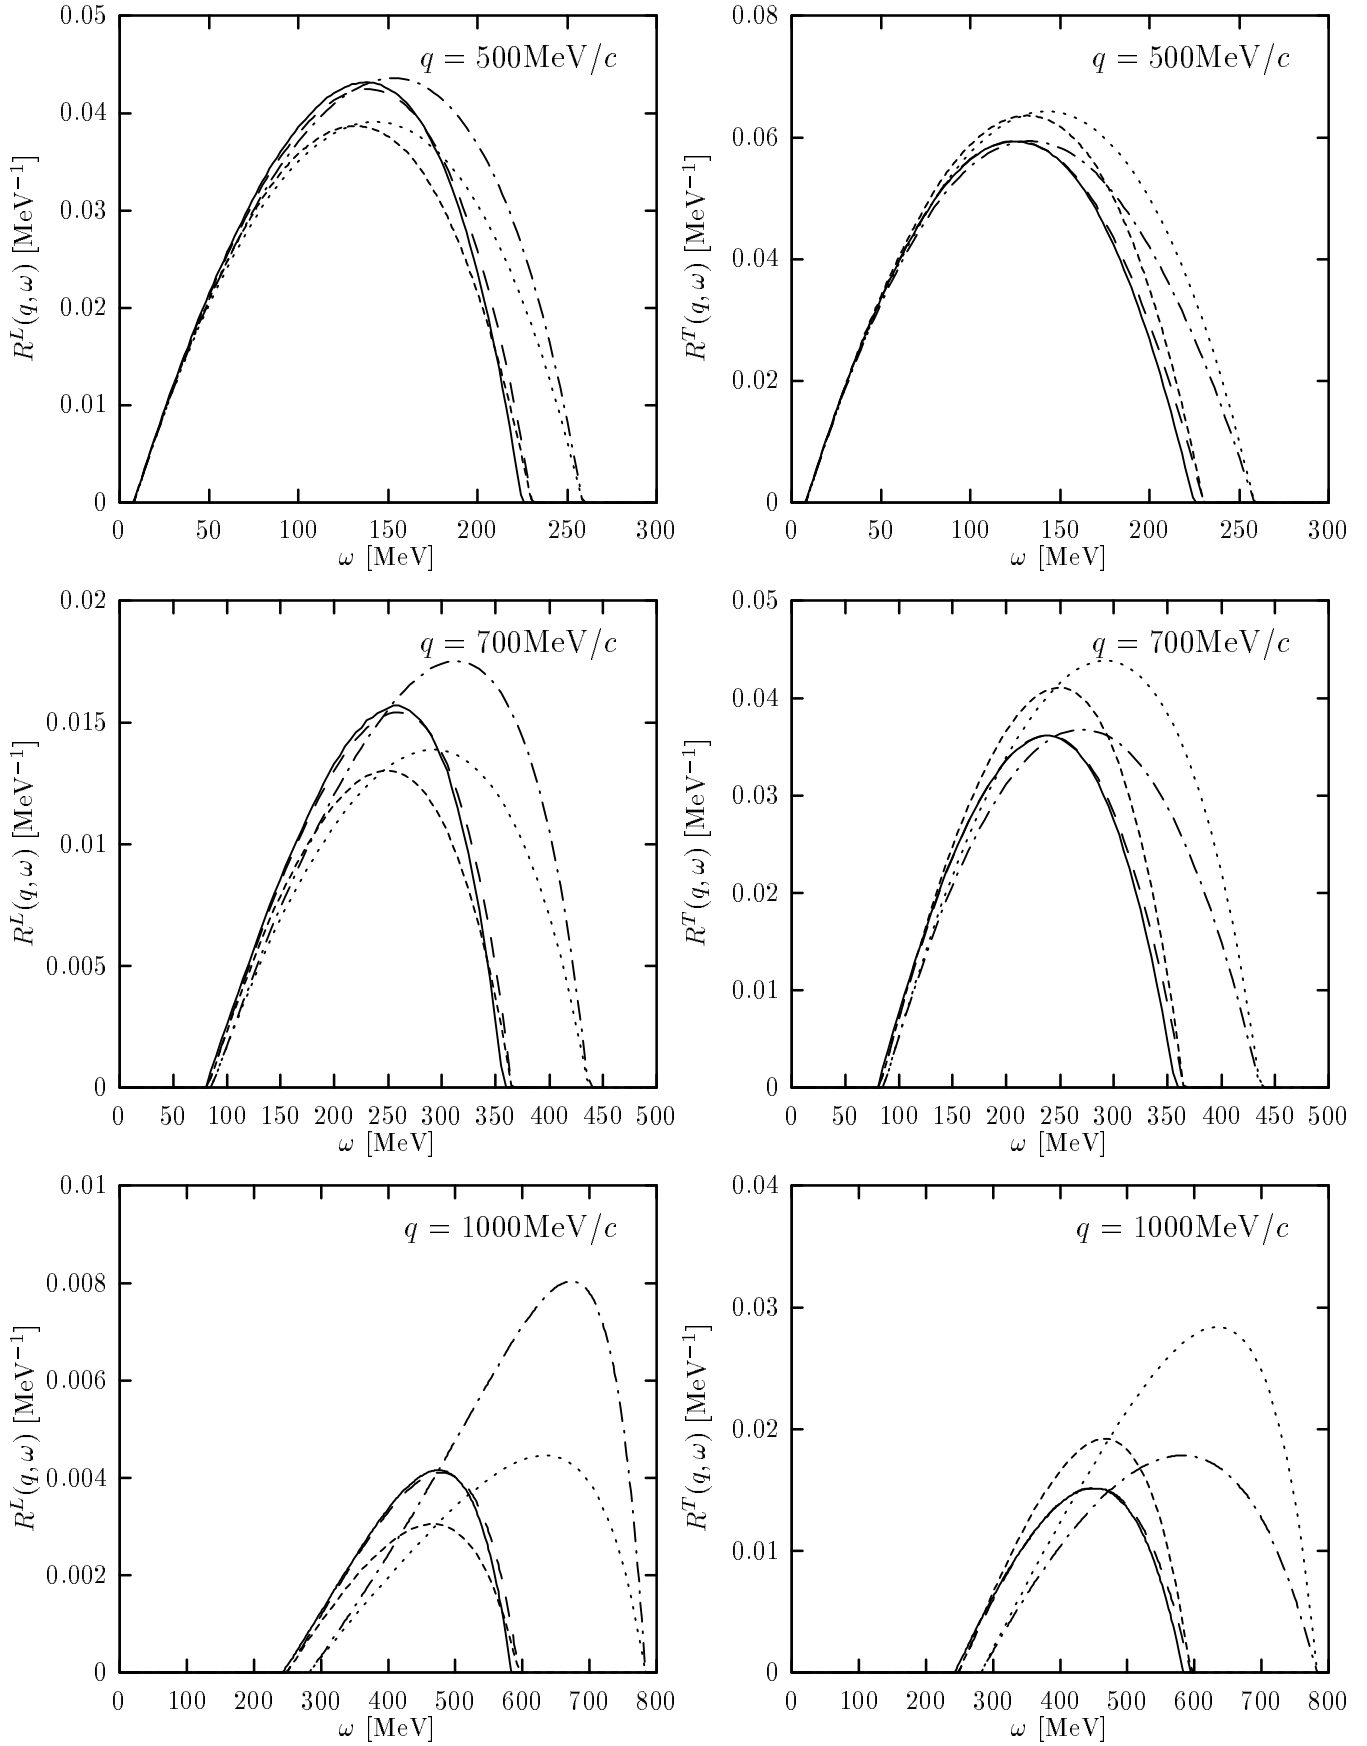 0.05
0.04
0.03
0.02
0.01
0
0 50 100 150 200 250 300
ω [MeV]
R^L(q, ω) [MeV^−1]
q = 500MeV/c
0.08
0.06
0.04
0.02
0
0 50 100 150 200 250 300
ω [MeV]
R^T(q, ω) [MeV^−1]
q = 500MeV/c
0.02
0.015
0.01
0.005
0
0 50 100 150 200 250 300 350 400 450 500
ω [MeV]
R^L(q, ω) [MeV^−1]
q = 700MeV/c
0.05
0.04
0.03
0.02
0.01
0
0 50 100 150 200 250 300 350 400 450 500
ω [MeV]
R^T(q, ω) [MeV^−1]
q = 700MeV/c
0.01
0.008
0.006
0.004
0.002
0
0 100 200 300 400 500 600 700 800
ω [MeV]
R^L(q, ω) [MeV^−1]
q = 1000MeV/c
0.04
0.03
0.02
0.01
0
0 100 200 300 400 500 600 700 800
ω [MeV]
R^T(q, ω) [MeV^−1]
q = 1000MeV/c